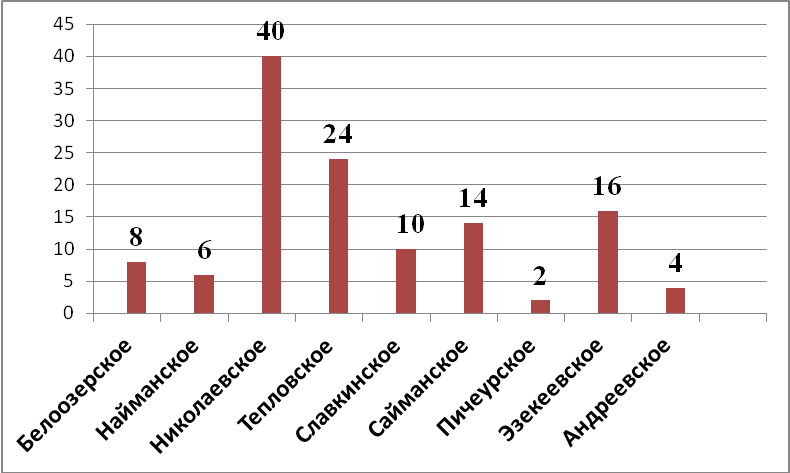 45
40
35
30
25
20
15
10
5
0
8
6
40
24
10
14
2
16
4
Белоозерское
Найманское
Николаевское
Тепловское
Славкинское
Сайманское
Пичеурское
Эзекеевское
Андреевское